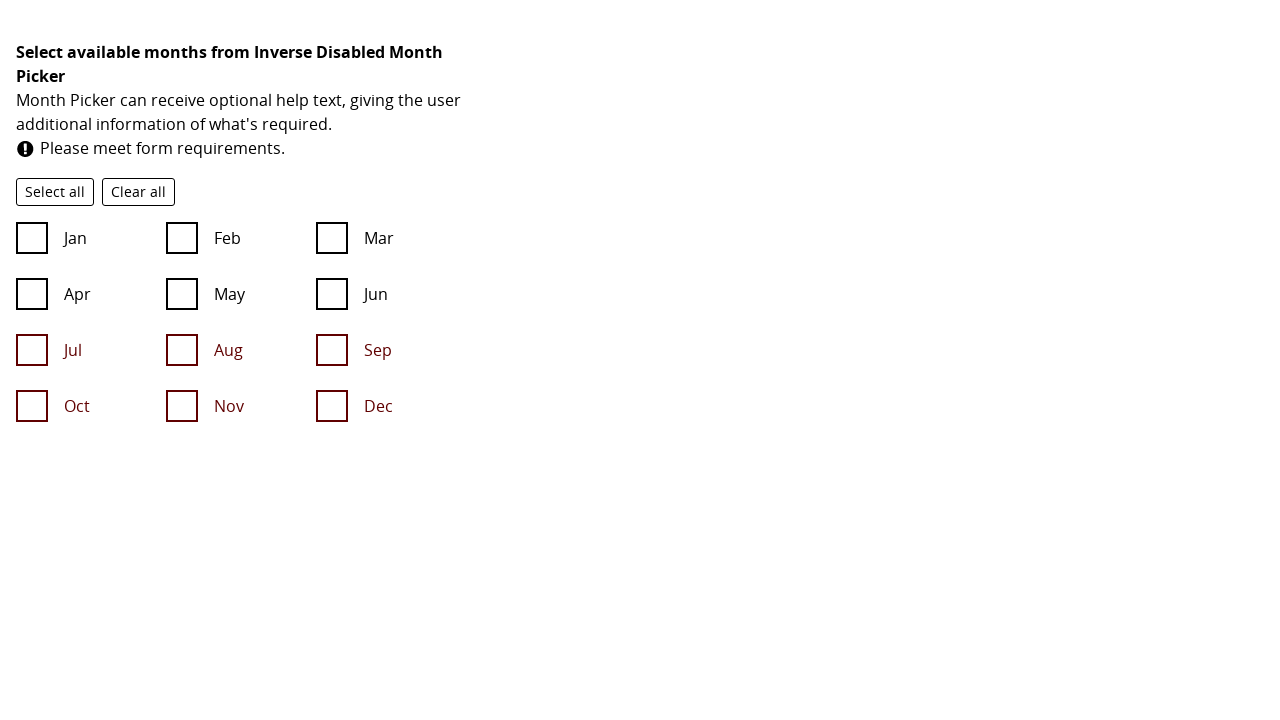 Select available months from Inverse Disabled Month
Picker
Month Picker can receive optional help text, giving the user
additional information of what's required.
Please meet form requirements.
Select all Clear all
Jan Feb Mar
Apr May Jun
Jul Aug Sep
Oct Nov Dec